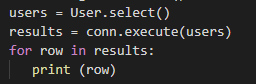 users = User.select()
results = conn.execute(users)
for row in results:
    print (row)